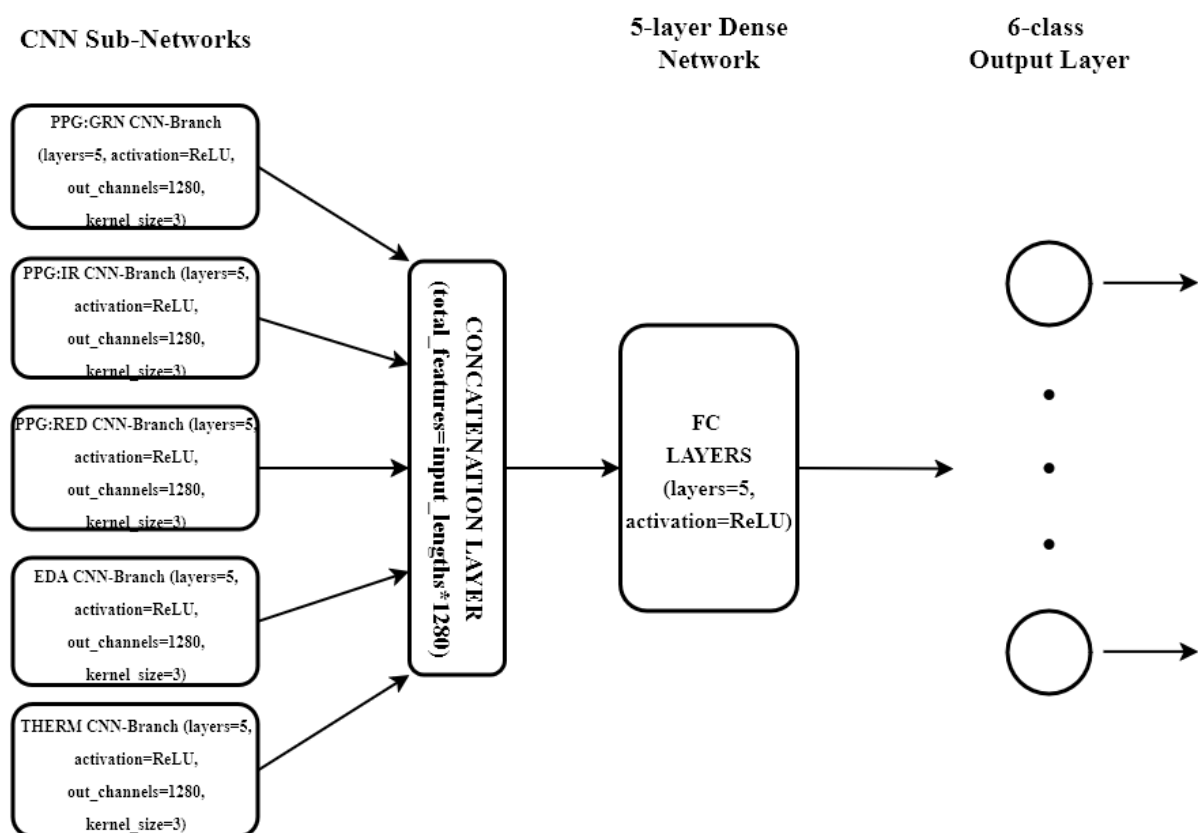 CNN Sub-Networks
5-layer Dense
Network
6-class
Output Layer
PPG:GRN CNN-Branch
(layers=5, activation=ReLU,
out_channels=1280,
kernel_size=3)
PPG:IR CNN-Branch (layers=5,
activation=ReLU,
out_channels=1280,
kernel_size=3)
PPG:RED CNN-Branch (layers=5,
activation=ReLU,
out_channels=1280,
kernel_size=3)
EDA CNN-Branch (layers=5,
activation=ReLU,
out_channels=1280,
kernel_size=3)
THERM CNN-Branch (layers=5,
activation=ReLU,
out_channels=1280,
kernel_size=3)
CONCATENATION LAYER
(total_features=input_lengths*1280)
FC
LAYERS
(layers=5,
activation=ReLU)